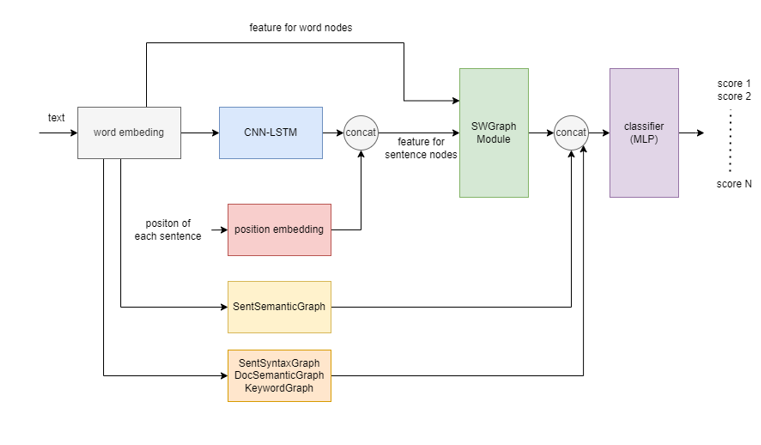 feature for word nodes
text
word embeding
CNN-LSTM
concat
feature for
sentence nodes
SWGraph
Module
concat
classifier
(MLP)
score 1
score 2
score N
positon of
each sentence
position embedding
SentSemanticGraph
SentSyntaxGraph
DocSemanticGraph
KeywordGraph